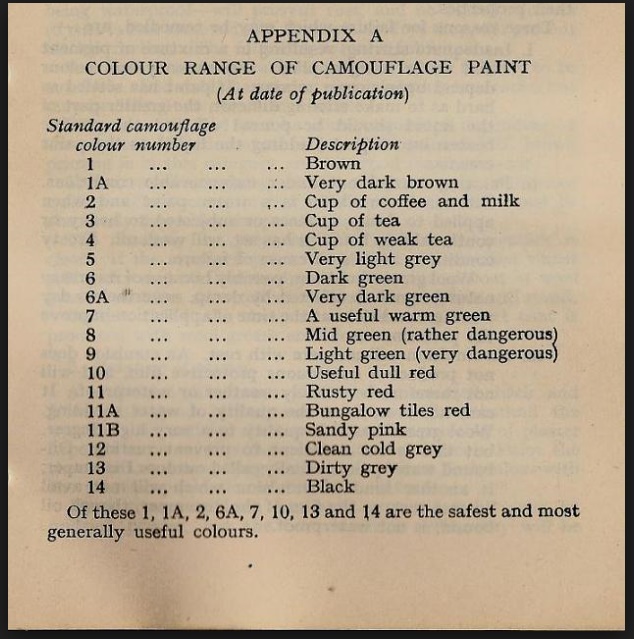 APPENDIX A
COLOUR RANGE OF CAMOUFLAGE PAINT
(At date of publication)
Standard camouflage
colour number Description
1 ... ... ... Brown
1A ... ... ... Very dark brown
2 ... ... ... Cup of coffee and milk
3 ... ... ... Cup of tea
4 ... ... ... Cup of weak tea
5 ... ... ... Very light grey
6 ... ... ... Dark green
6A ... ... ... Very dark green
7 ... ... ... A useful warm green
8 ... ... ... Mid green (rather dangerous)
9 ... ... ... Light green (very dangerous)
10 ... ... ... Useful dull red
11 ... ... ... Rusty red
11A ... ... ... Bungalow tiles red
11B ... ... ... Sandy pink
12 ... ... ... Clean cold grey
13 ... ... ... Dirty grey
14 ... ... ... Black
Of these 1, 1A, 2, 6A, 7, 10, 13 and 14 are the safest and most
generally useful colours.